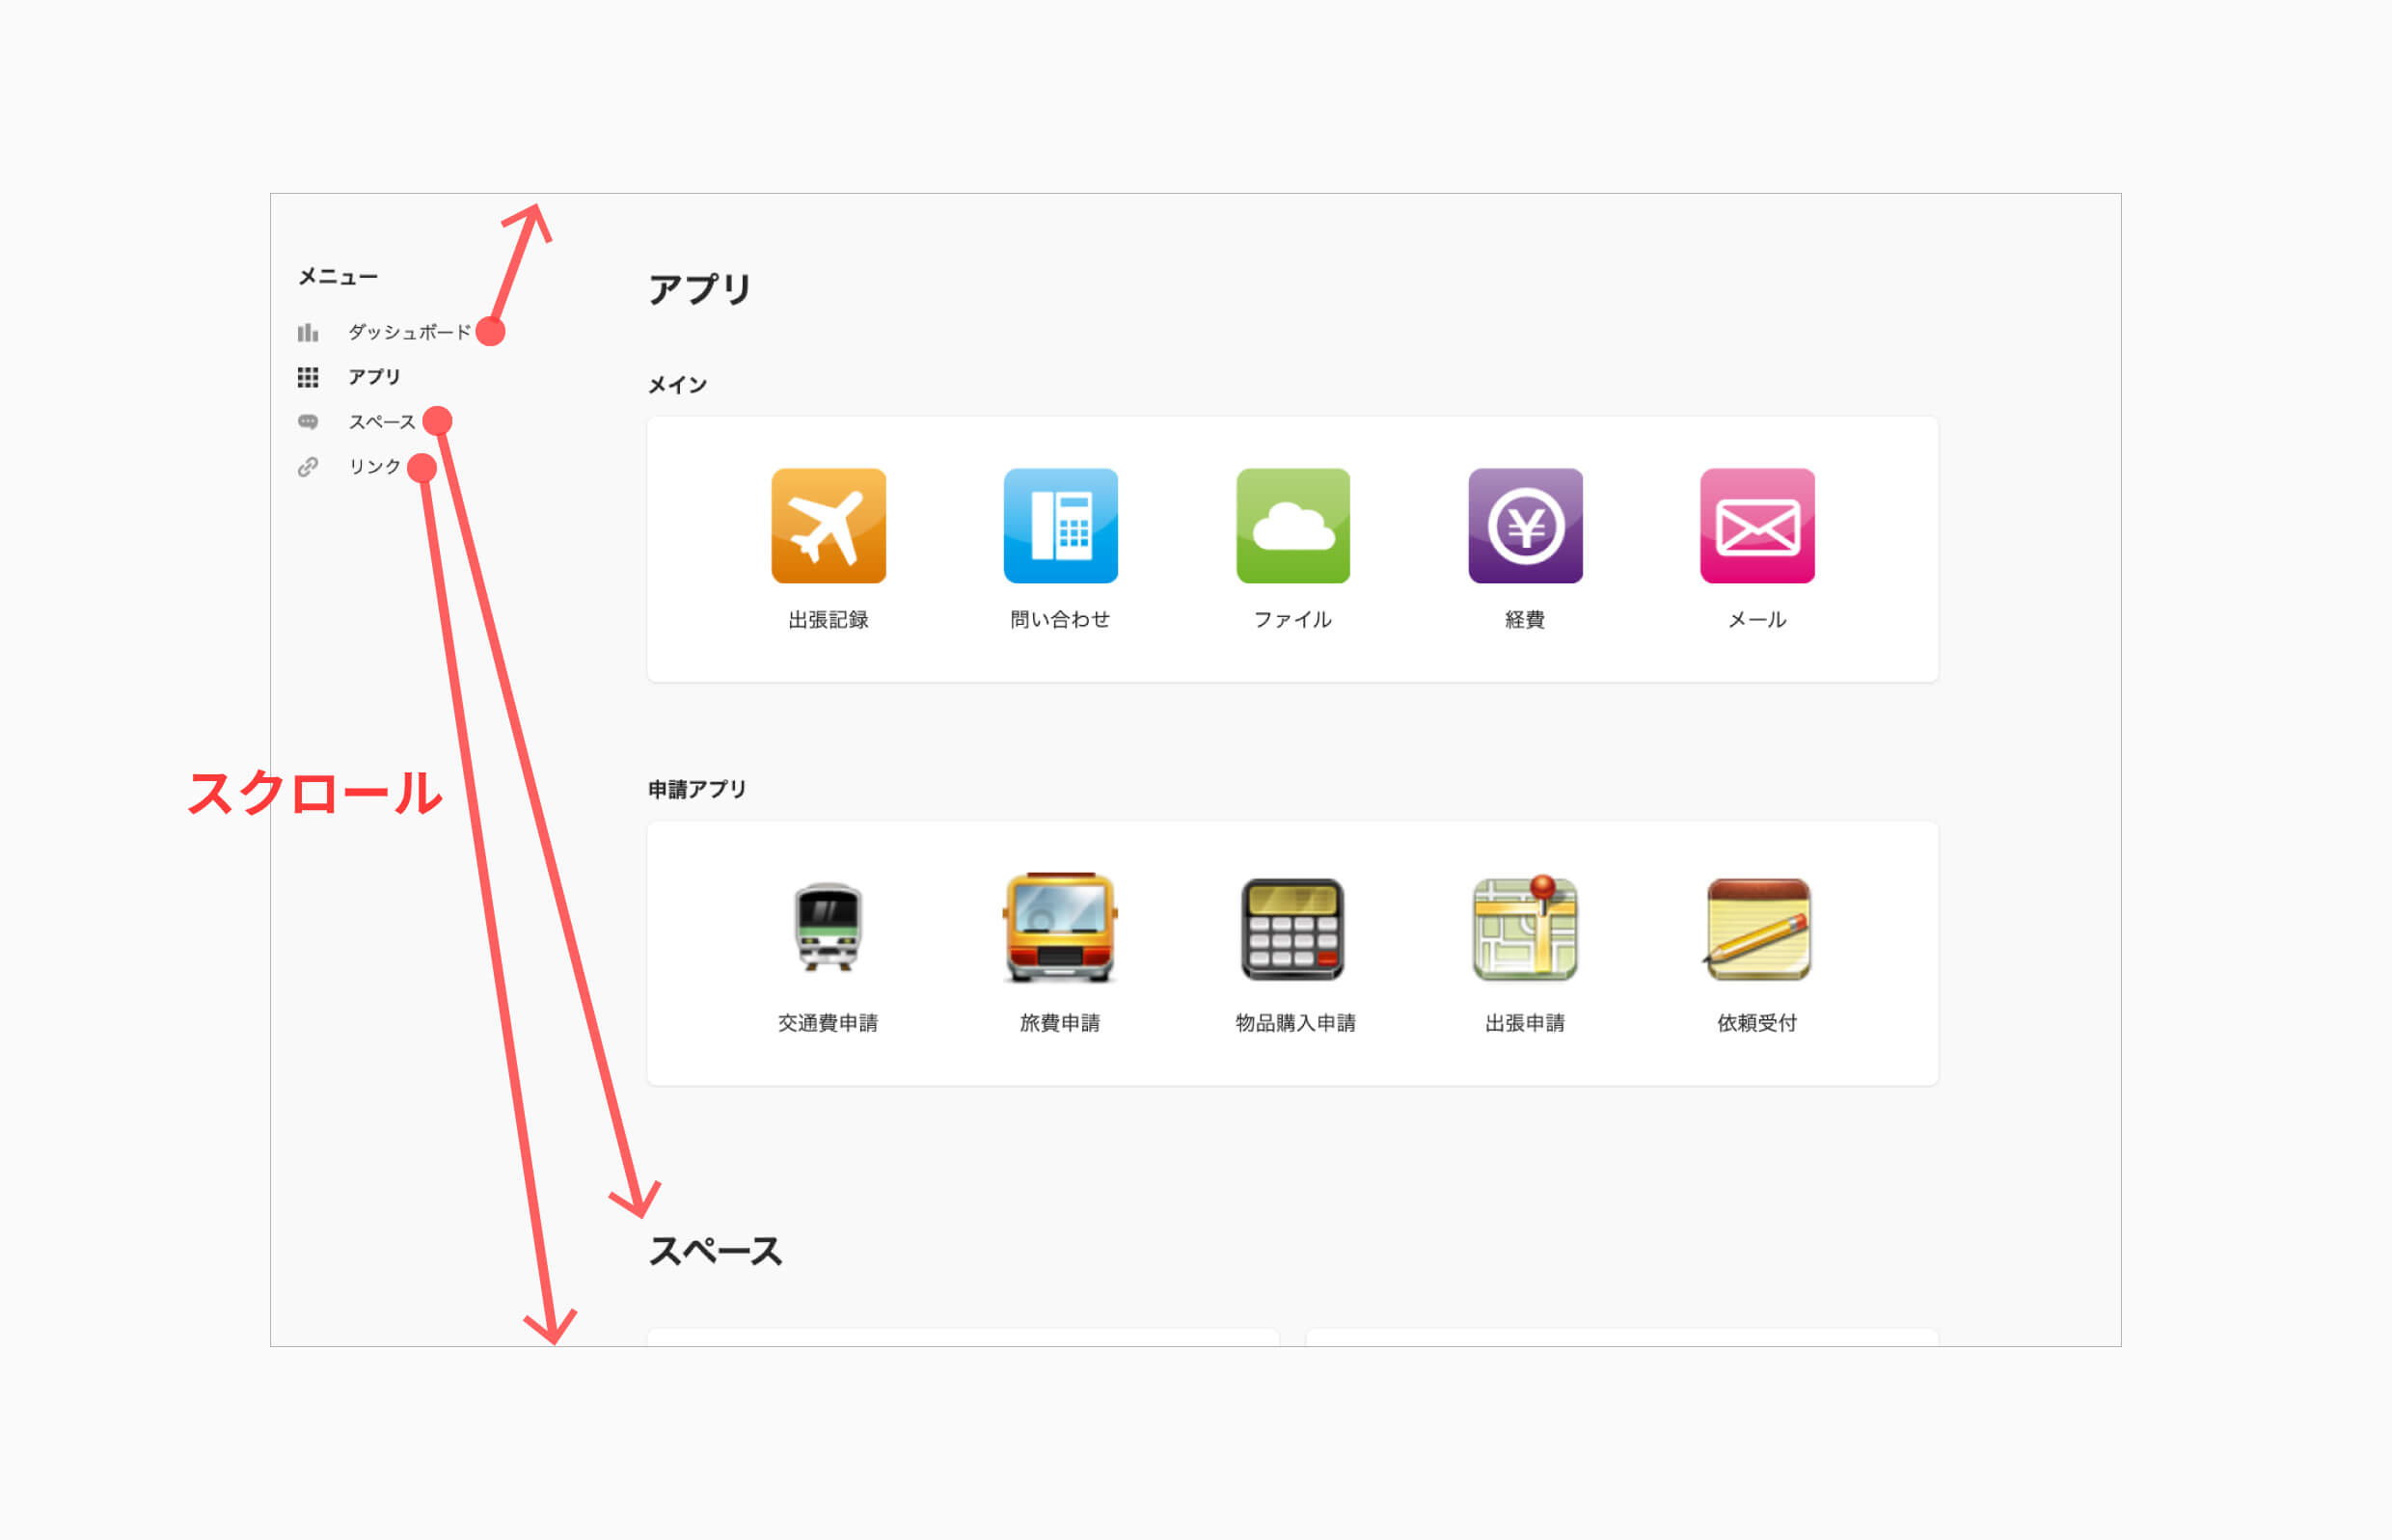 メニュー
ダッシュボード
アプリ
スペース
リンク
スクロール
アプリ
メイン
出張記録
問い合わせ
ファイル
¥
経費
メール
申請アプリ
交通費申請
旅費申請
物品購入申請
出張申請
依頼受付
スペース